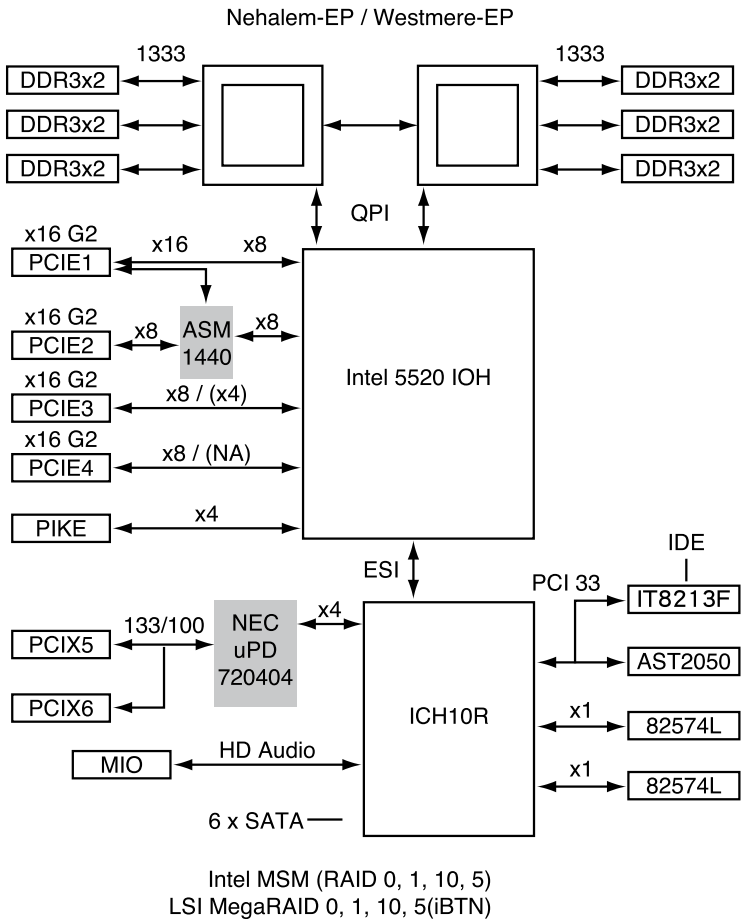 Nehalem-EP / Westmere-EP
1333
1333
DDR3x2
DDR3x2
DDR3x2
DDR3x2
DDR3x2
DDR3x2
QPI
x16 G2
x16
x8
PCIE1
x16 G2
x8
ASM
1440
x8
PCIE2
Intel 5520 IOH
x16 G2
x8 / (x4)
PCIE3
x16 G2
x8 / (NA)
PCIE4
x4
PIKE
ESI
IDE
PCI 33
IT8213F
133/100
NEC
uPD
720404
x4
PCIX5
AST2050
PCIX6
ICH10R
x1
82574L
HD Audio
MIO
x1
82574L
6 x SATA
Intel MSM (RAID 0, 1, 10, 5)
LSI MegaRAID 0, 1, 10, 5(iBTN)